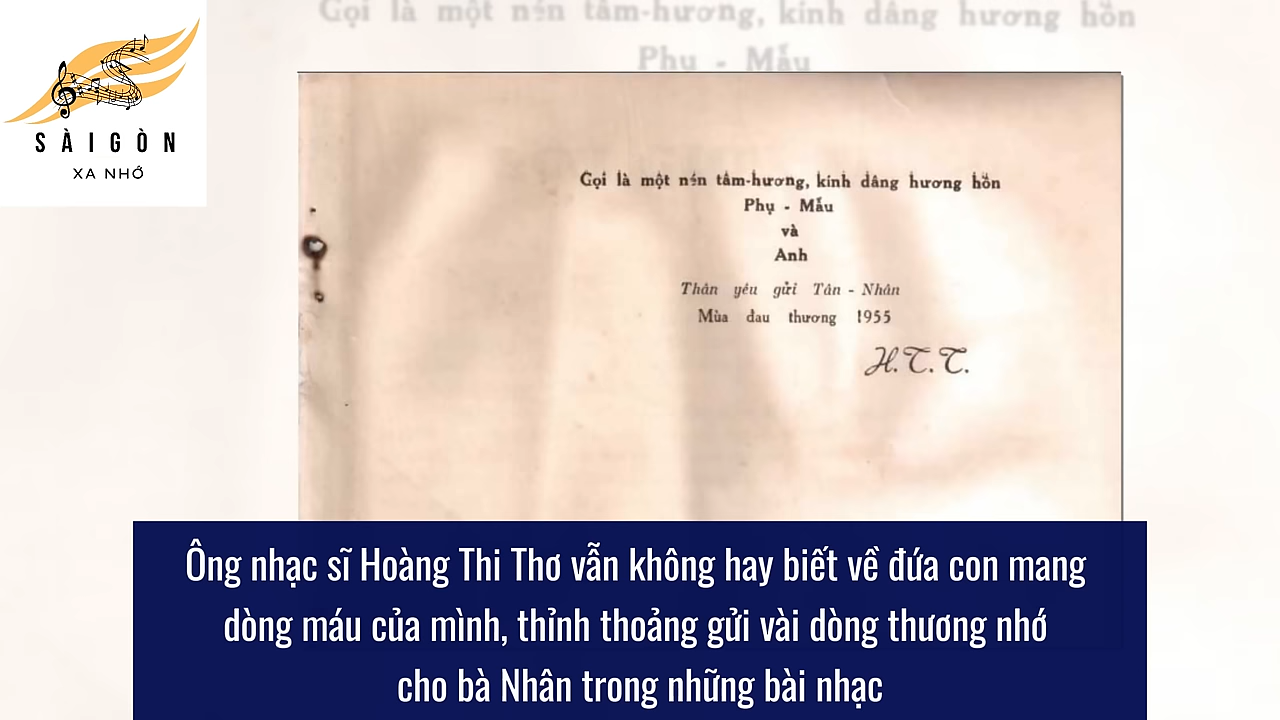 Gọi là một nén tâm-hương, kính dâng hương hồn
Phụ - Mẫu
SÀIGÒN
XA NHỚ
Gọi là một nén tâm-hương, kính dâng hương hồn
Phụ - Mẫu
và
Anh
Thân yêu gửi Tân - Nhân
Mùa đau thương 1955
H.T.T.
Ông nhạc sĩ Hoàng Thi Thơ vẫn không hay biết về đứa con mang
dòng máu của mình, thỉnh thoảng gửi vài dòng thương nhớ
cho bà Nhân trong những bài nhạc